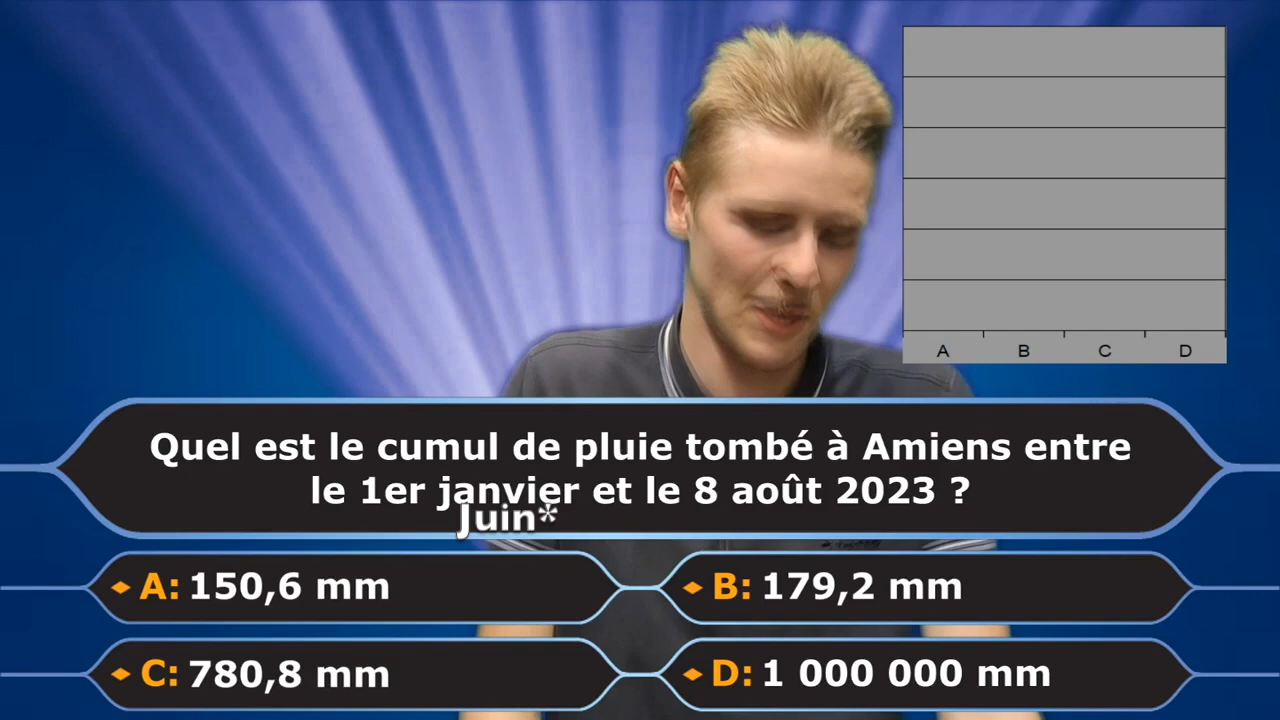 A B C D
Quel est le cumul de pluie tombé à Amiens entre
le 1er janvier et le 8 août 2023 ?
Juin*
A: 150,6 mm
B: 179,2 mm
C: 780,8 mm
D: 1 000 000 mm